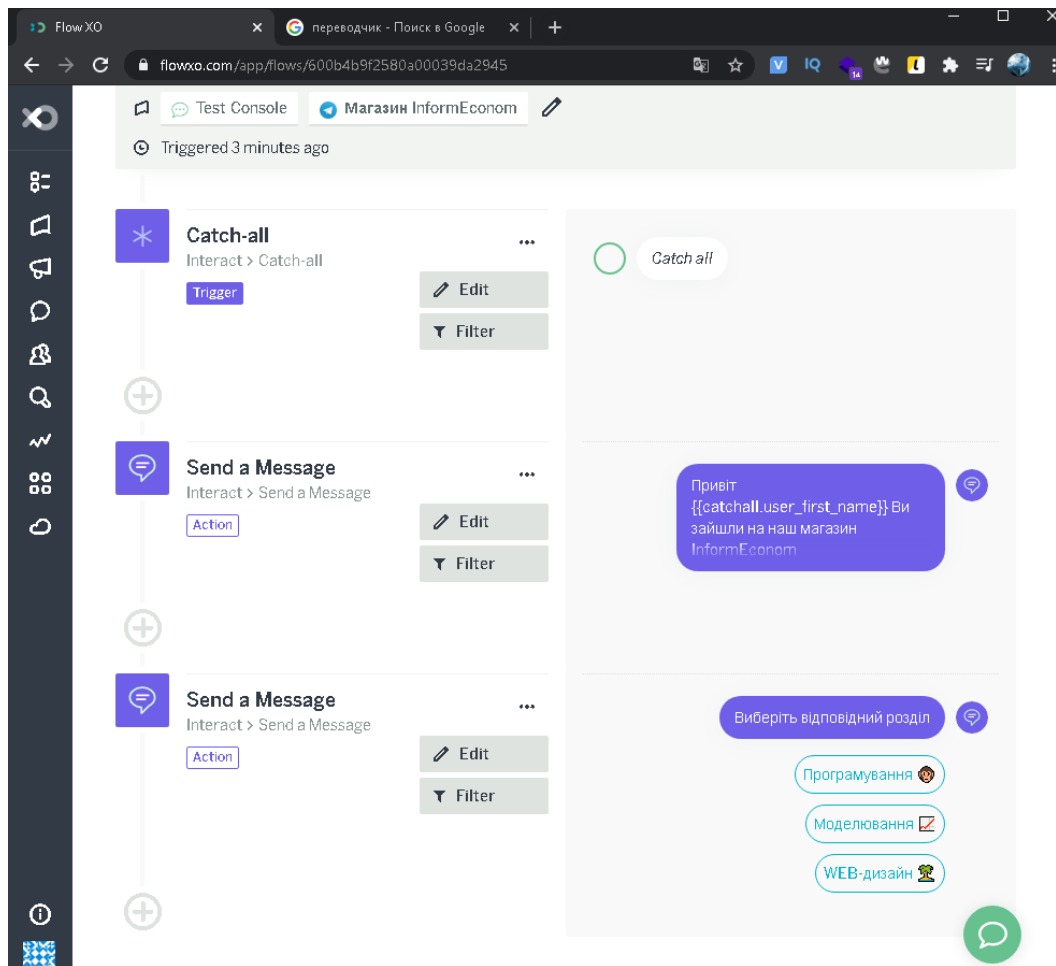 Flow XO
переводчик - Поиск в Google
flowxo.com/app/flows/600b4b9f2580a00039da2945
V
IQ
14
L
XO
Test Console
Магазин InformEconom
Triggered 3 minutes ago
Catch-all
Interact > Catch-all
Trigger
Edit
Filter
Catch all
Send a Message
Interact > Send a Message
Action
Edit
Filter
Привіт
{{catchall.user_first_name}} Ви
зайшли на наш магазин
InformEconom
Send a Message
Interact > Send a Message
Action
Edit
Filter
Виберіть відповідний розділ
Програмування
Моделювання
WEB-дизайн